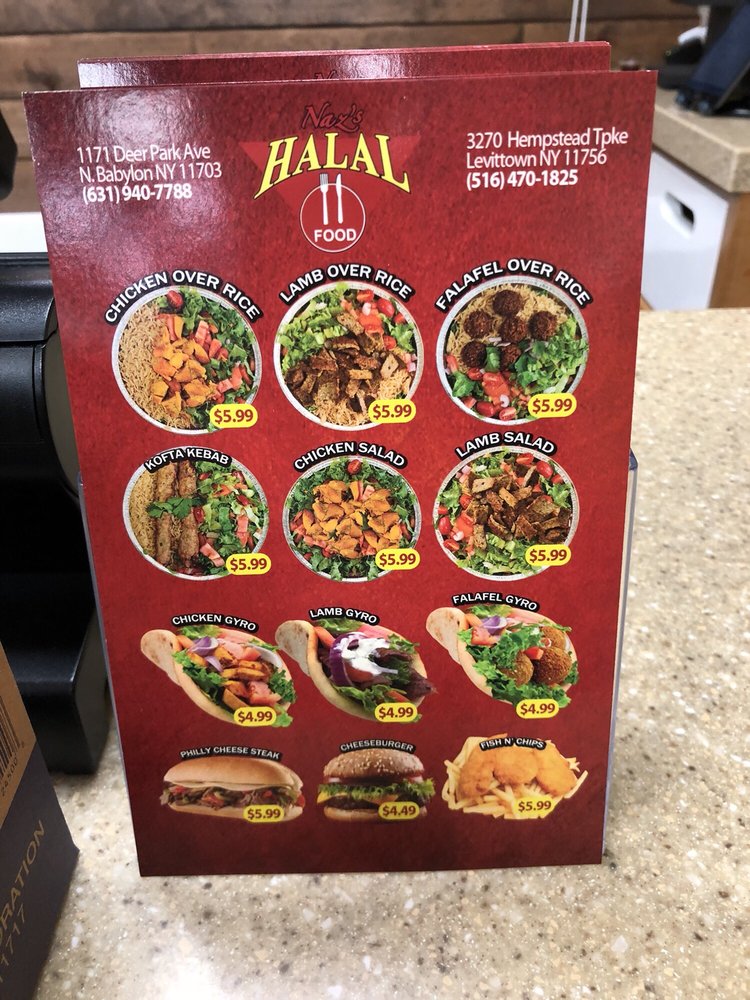 Naz's
HALAL
FOOD
1171 Deer Park Ave
N. Babylon NY 11703
(631) 940-7788
3270 Hempstead Tpke
Levittown NY 11756
(516) 470-1825
CHICKEN OVER RICE
$5.99
LAMB OVER RICE
$5.99
FALAFEL OVER RICE
$5.99
KOFTA KEBAB
$5.99
CHICKEN SALAD
$5.99
LAMB SALAD
$5.99
CHICKEN GYRO
$4.99
LAMB GYRO
$4.99
FALAFEL GYRO
$4.99
PHILLY CHEESE STEAK
$5.99
CHEESEBURGER
$4.49
FISH N' CHIPS
$5.99